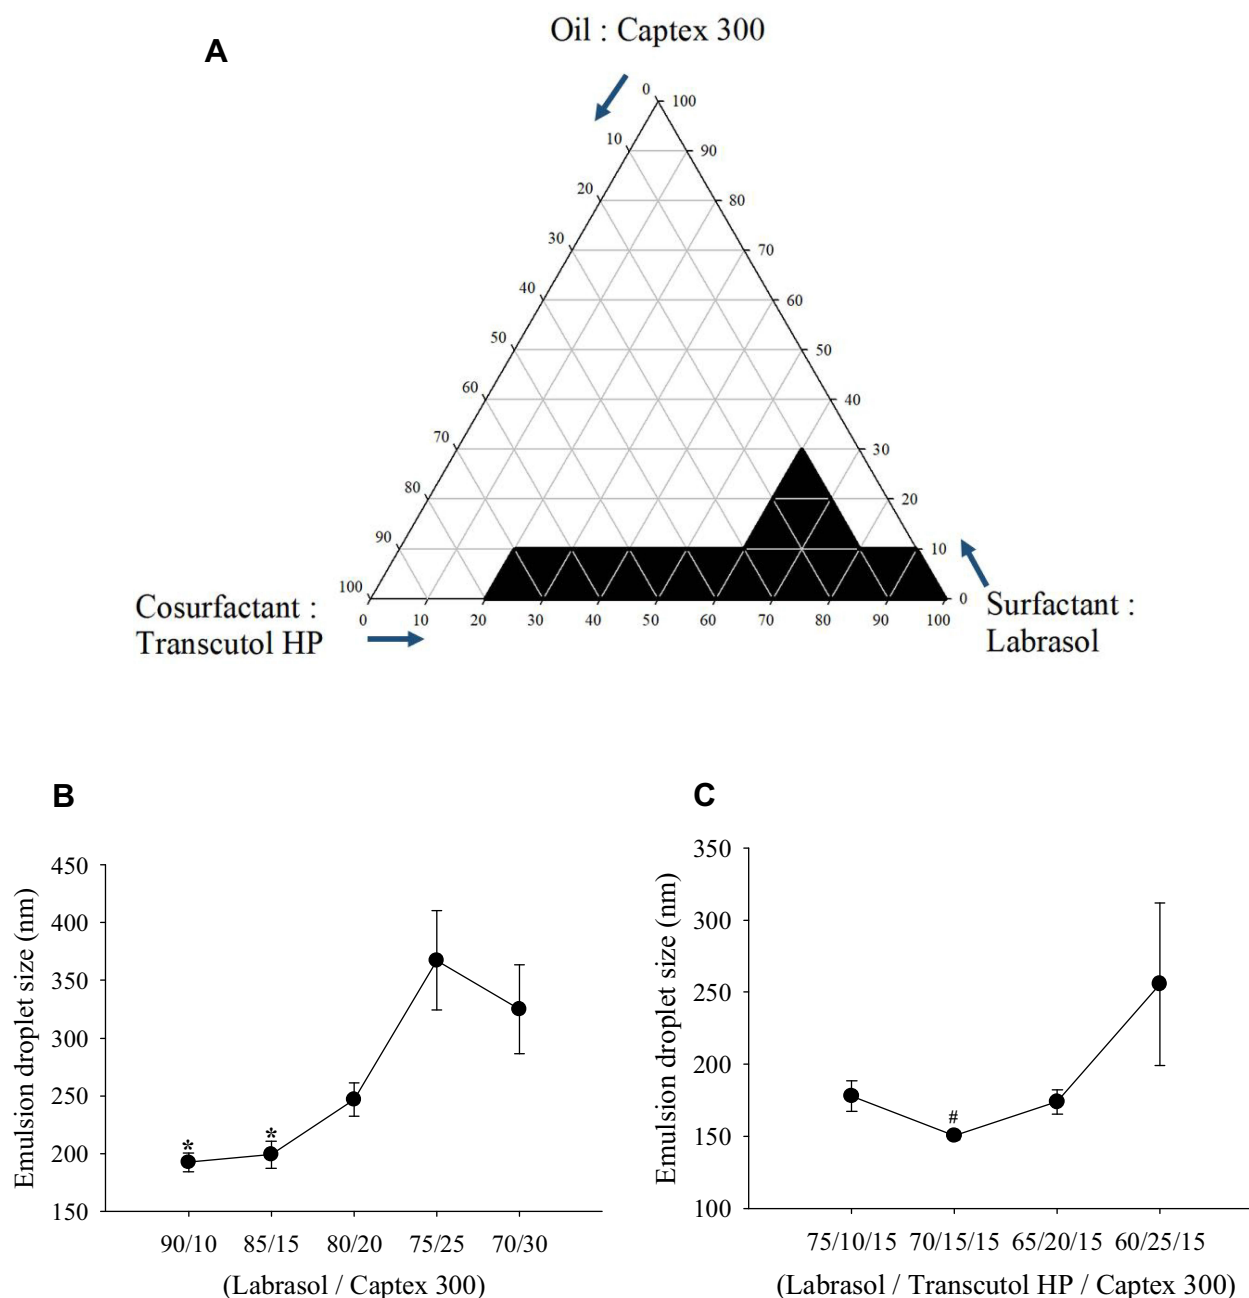 A
Oil : Captex 300
0
100
10
90
20
80
30
70
40
60
50
50
60
40
70
30
80
20
90
10
100
0
Cosurfactant :
Transcutol HP
Surfactant :
Labrasol
0 10 20 30 40 50 60 70 80 90 100
B
Emulsion droplet size (nm)
450
400
350
300
250
200
150
* *
90/10 85/15 80/20 75/25 70/30
(Labrasol / Captex 300)
C
Emulsion droplet size (nm)
350
300
250
200
150
100
#
75/10/15 70/15/15 65/20/15 60/25/15
(Labrasol / Transcutol HP / Captex 300)